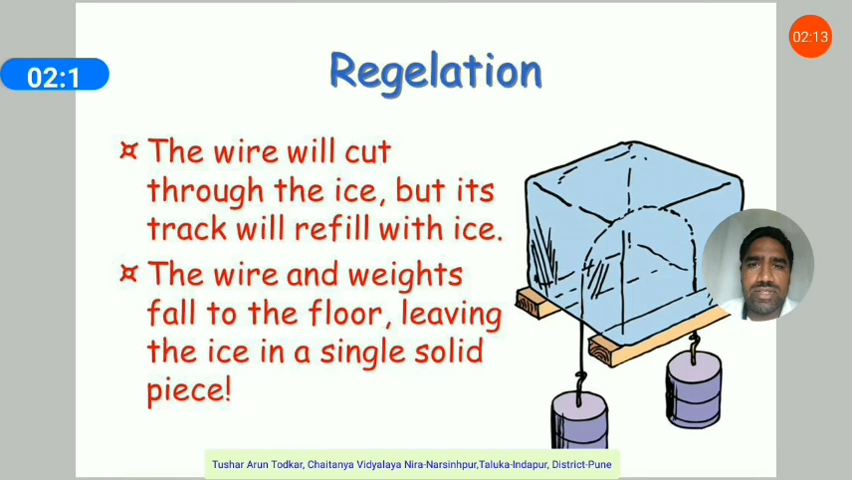 02:13
Regelation
02:1
¤ The wire will cut
through the ice, but its
track will refill with ice.
¤ The wire and weights
fall to the floor, leaving
the ice in a single solid
piece!
Tushar Arun Todkar, Chaitanya Vidyalaya Nira-Narsinhpur,Taluka-Indapur, District-Pune